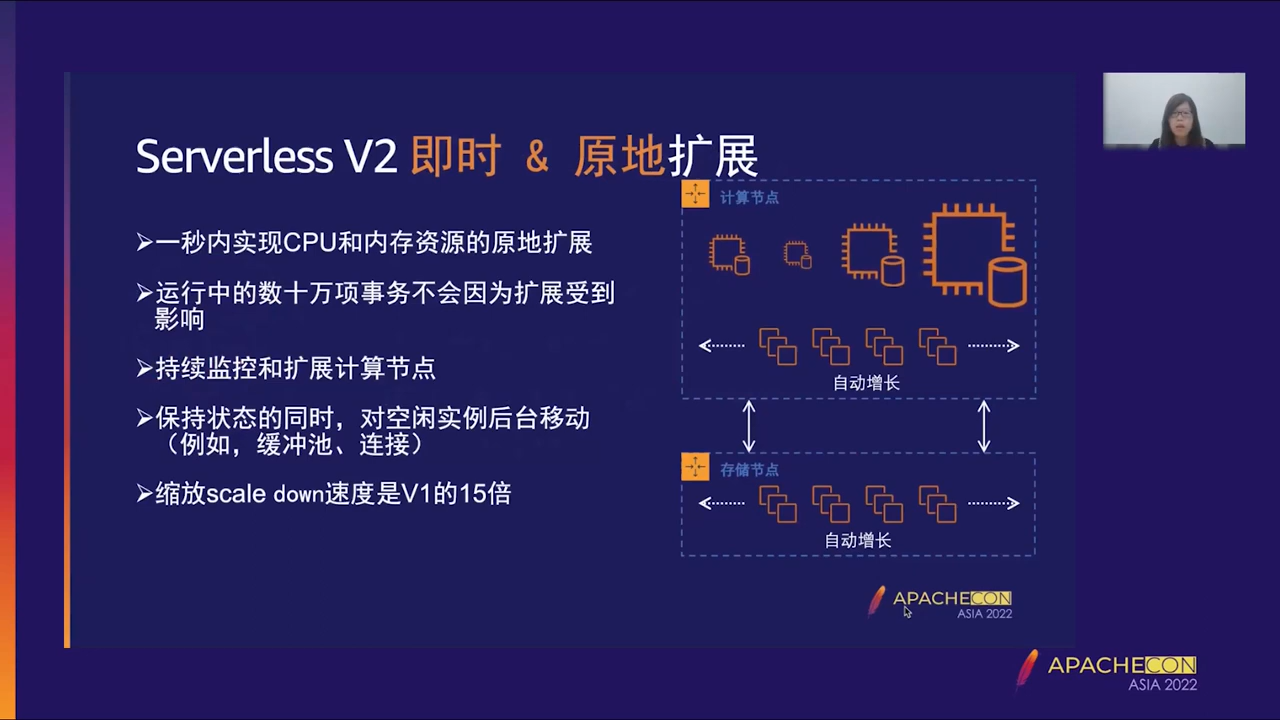 Serverless V2 即时 & 原地扩展
➢一秒内实现CPU和内存资源的原地扩展
➢运行中的数十万项事务不会因为扩展受到
影响
➢持续监控和扩展计算节点
➢保持状态的同时，对空闲实例后台移动
（例如，缓冲池、连接）
➢缩放scale down速度是V1的15倍
计算节点
自动增长
存储节点
自动增长
APACHECON
ASIA 2022
APACHECON
ASIA 2022